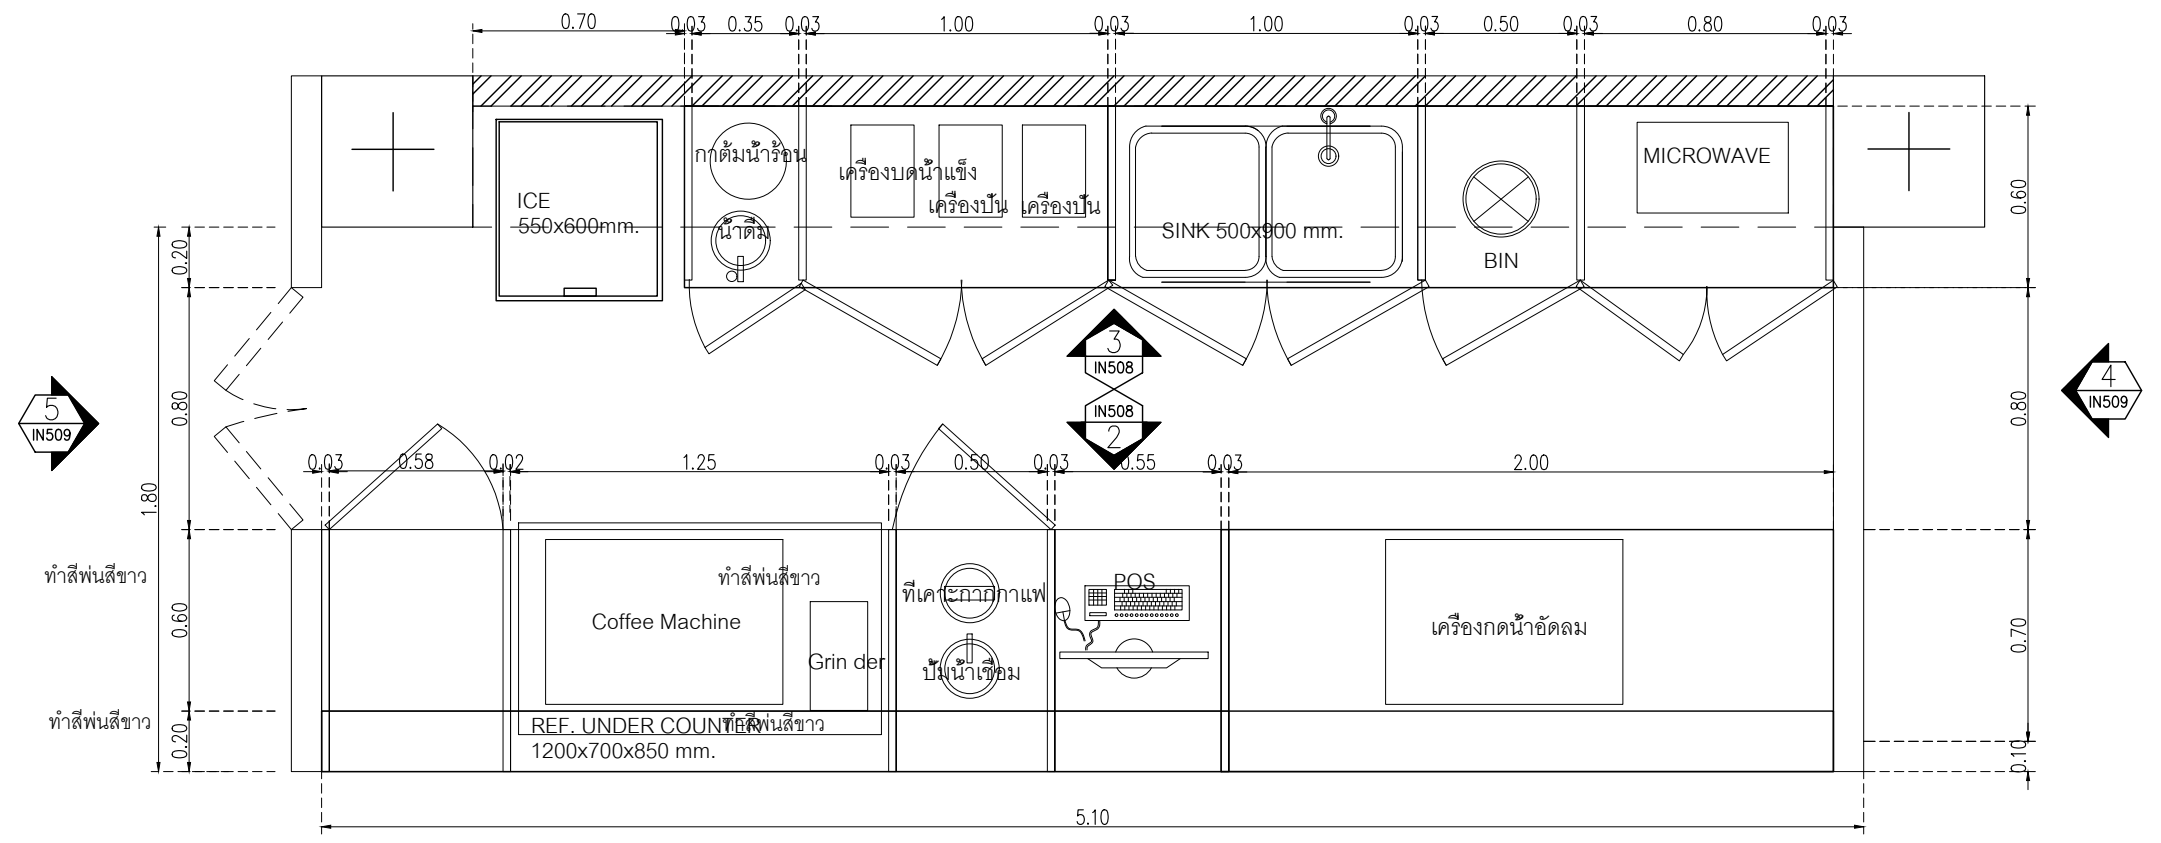 0.70
0.03
0.35
0.03
1.00
0.03
1.00
0.03
0.50
0.03
0.80
0.03
กาต้มน้ำร้อน
น้ำดื่ม
ICE
550x600mm.
เครื่องบดน้ำแข็ง
เครื่องปั่น
เครื่องปั่น
SINK 500x900 mm.
BIN
MICROWAVE
0.60
0.20
0.80
1.80
0.60
0.20
5
IN509
3
IN508
IN508
2
4
IN509
0.80
0.70
0.10
0.03
0.58
0.02
1.25
0.03
0.50
0.03
0.55
0.03
2.00
ทำสีพ่นสีขาว
ทำสีพ่นสีขาว
ทำสีพ่นสีขาว
Coffee Machine
Grin der
ที่เคาะกากกาแฟ
ปั้มน้ำเชื่อม
POS
เครื่องกดน้ำอัดลม
REF. UNDER COUNTER
1200x700x850 mm.
ทำสีพ่นสีขาว
5.10